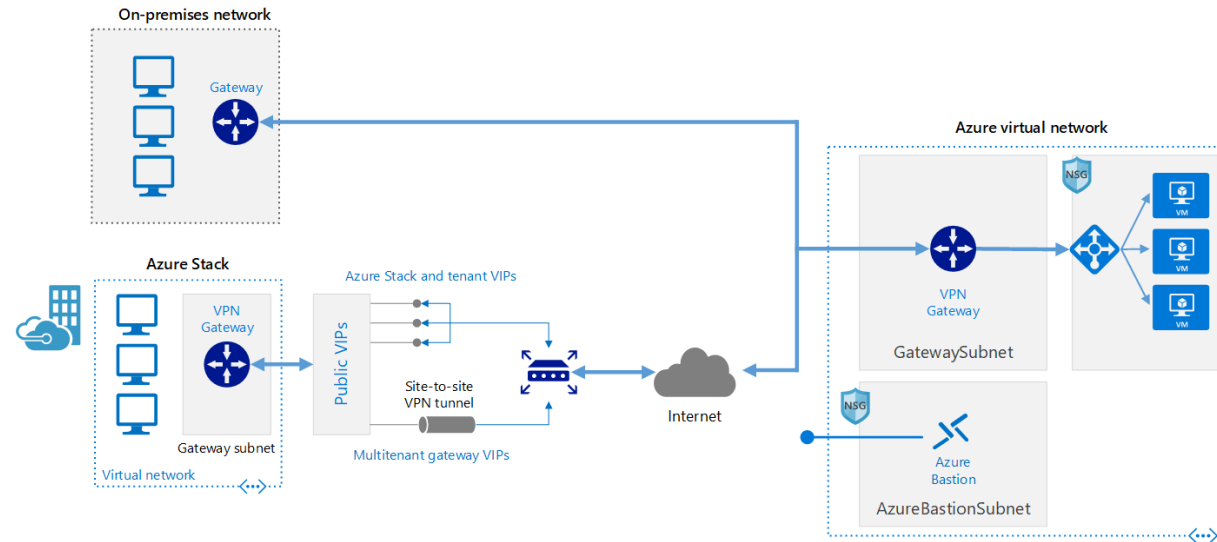 On-premises network
Gateway
Azure virtual network
NSG
VM
VM
VM
VPN
Gateway
GatewaySubnet
NSG
Azure
Bastion
AzureBastionSubnet
Azure Stack
VPN
Gateway
Gateway subnet
Virtual network
Azure Stack and tenant VIPs
Public VIPs
Site-to-site
VPN tunnel
Multitenant gateway VIPs
Internet